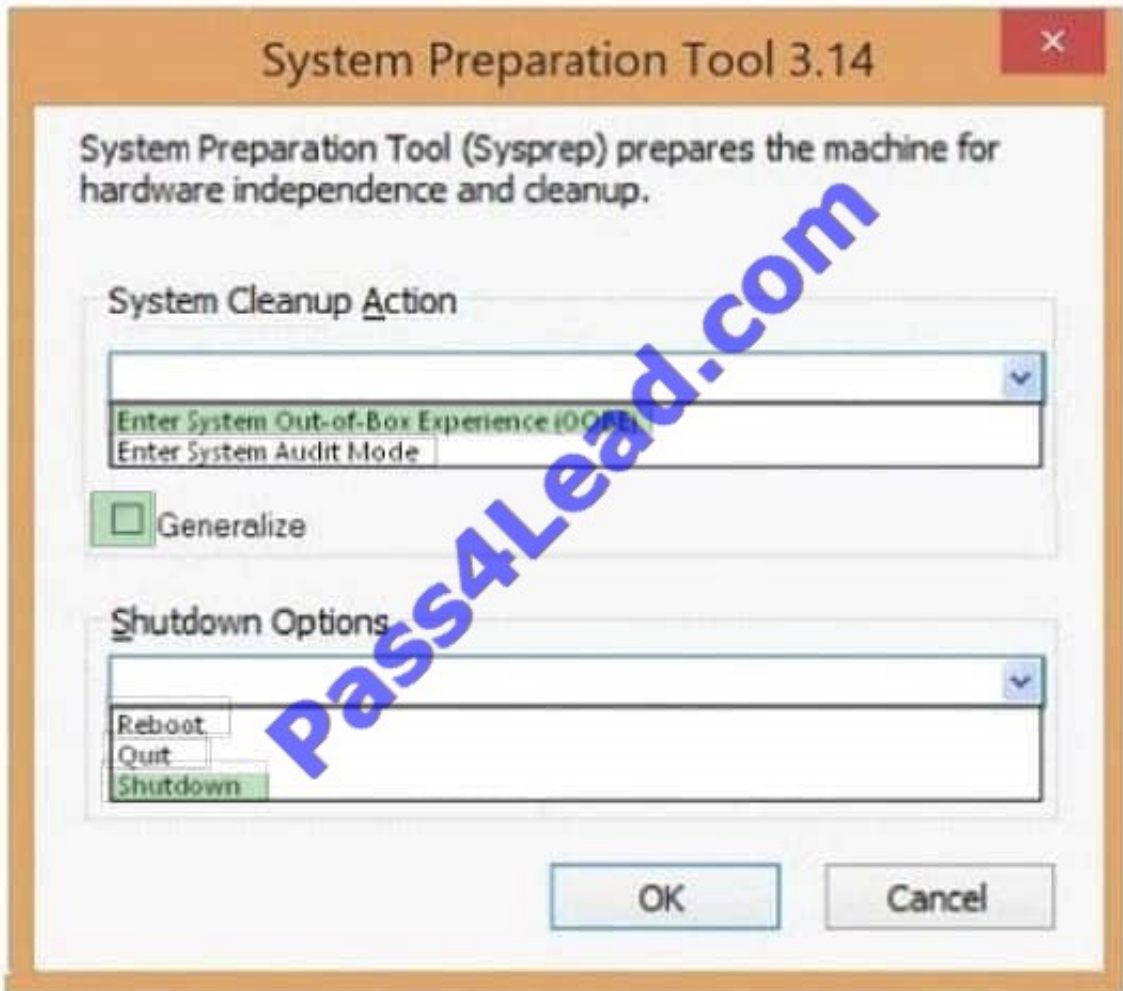 System Preparation Tool 3.14
System Preparation Tool (Sysprep) prepares the machine for
hardware independence and cleanup.
System Cleanup Action
Enter System Out-of-Box Experience (OOBE)
Enter System Audit Mode
Generalize
Shutdown Options
Reboot
Quit
Shutdown
OK Cancel
Pass4Lead.com